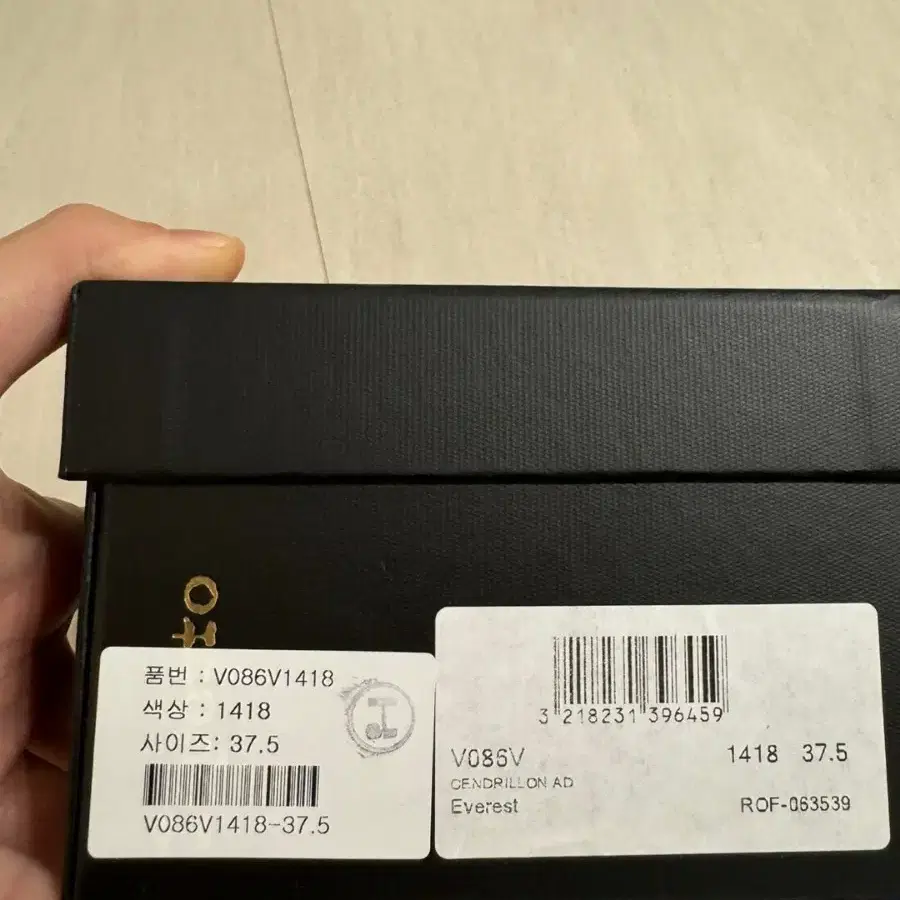 품번 : V086V1418
색상 : 1418
사이즈: 37.5
V086V1418-37.5
3 218231 396459
V086V 1418 37.5
CENDRILLON AD
Everest ROF-063539